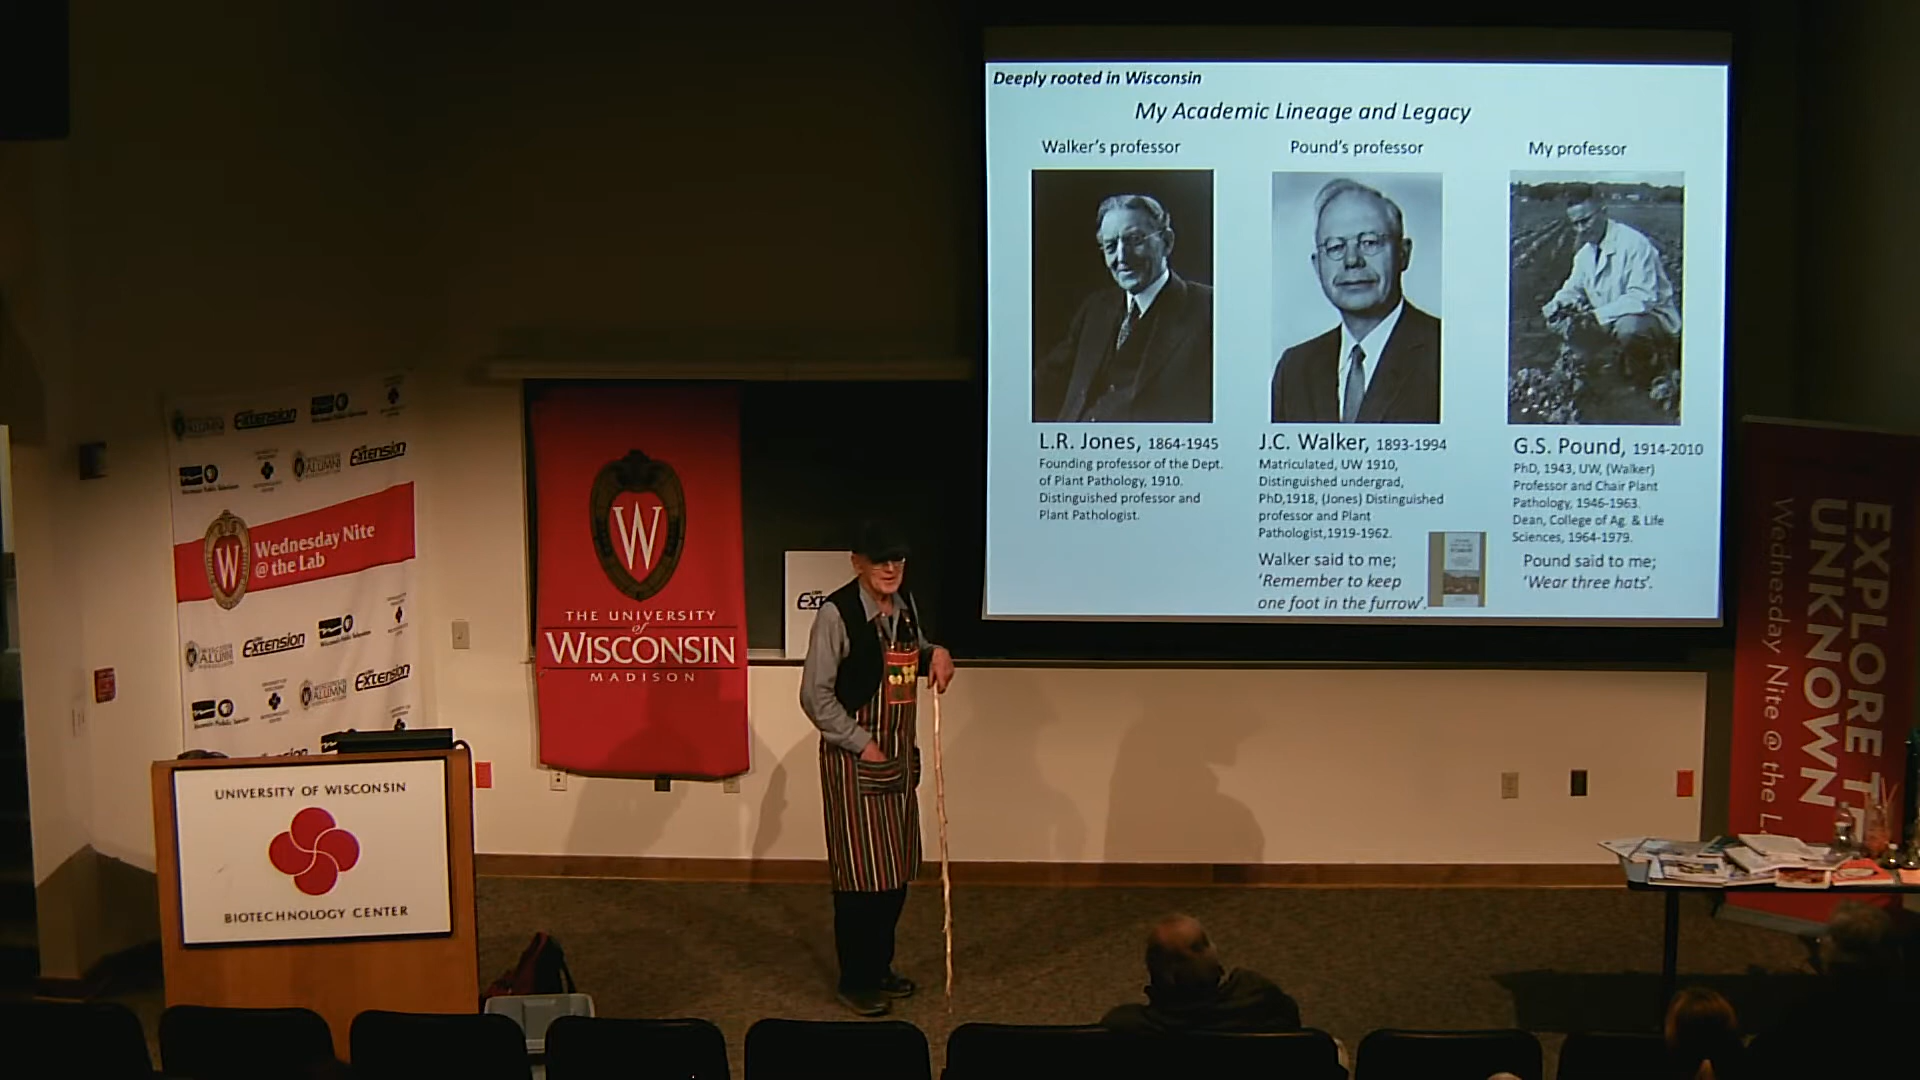 Deeply rooted in Wisconsin
My Academic Lineage and Legacy
Walker's professor
Pound's professor
My professor
L.R. Jones, 1864-1945
Founding professor of the Dept.
of Plant Pathology, 1910.
Distinguished professor and
Plant Pathologist.
J.C. Walker, 1893-1994
Matriculated, UW 1910,
Distinguished undergrad,
PhD,1918, (Jones) Distinguished
professor and Plant
Pathologist,1919-1962.
Walker said to me;
'Remember to keep
one foot in the furrow'.
G.S. Pound, 1914-2010
PhD, 1943, UW, (Walker)
Professor and Chair Plant
Pathology, 1946-1963.
Dean, College of Ag. & Life
Sciences, 1964-1979.
Pound said to me;
'Wear three hats'.
Extension
Extension
W
Wednesday Nite
@ the Lab
Extension
Extension
W
THE UNIVERSITY
of
WISCONSIN
MADISON
EXT
UNIVERSITY OF WISCONSIN
BIOTECHNOLOGY CENTER
EXPLORE T
UNKNOWN
Wednesday Nite @ the L